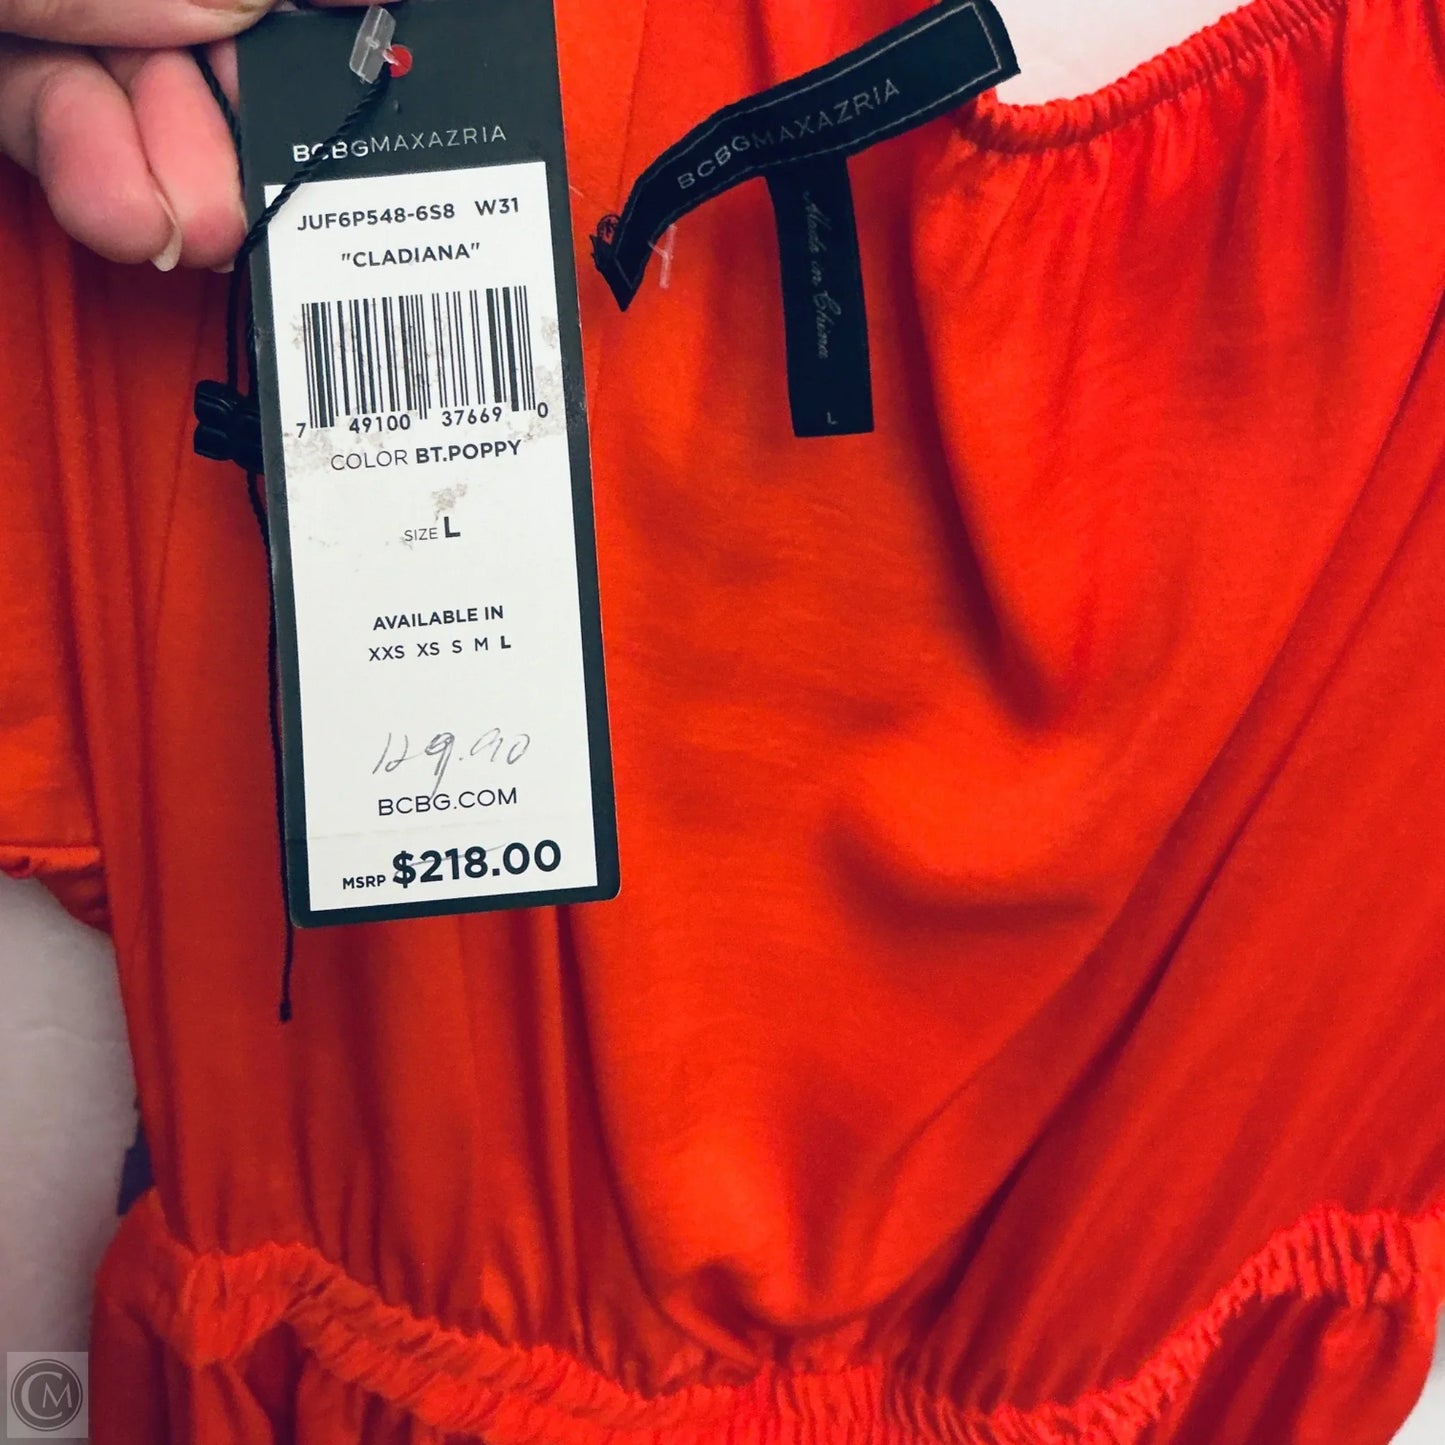 BCBGMAXAZRIA
JUF6P548-6S8 W31
"CLADIANA"
7 49100 37669 0
COLOR BT.POPPY
SIZE L
AVAILABLE IN
XXS XS S M L
129.90
BCBG.COM
MSRP $218.00
BCBGMAXAZRIA
Made in China
L
CM